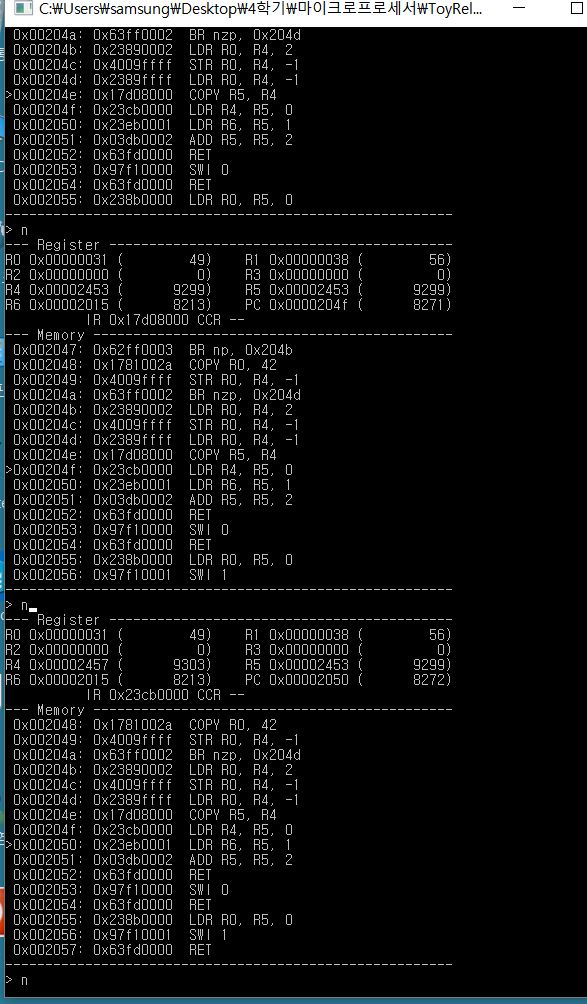 C:₩Users₩samsung₩Desktop₩4학기₩마이크로프로세서₩ToyRel...
0x00204a: 0x63ff0002 BR nzp, 0x204d
0x00204b: 0x23890002 LDR R0, R4, 2
0x00204c: 0x4009ffff STR R0, R4, -1
0x00204d: 0x2389ffff LDR R0, R4, -1
>0x00204e: 0x17d08000 COPY R5, R4
0x00204f: 0x23cb0000 LDR R4, R5, 0
0x002050: 0x23eb0001 LDR R6, R5, 1
0x002051: 0x03db0002 ADD R5, R5, 2
0x002052: 0x63fd0000 RET
0x002053: 0x97f10000 SWI 0
0x002054: 0x63fd0000 RET
0x002055: 0x238b0000 LDR R0, R5, 0
----------------------------------------------------------
> n
--- Register ---------------------------------------------
R0 0x00000031 ( 49) R1 0x00000038 ( 56)
R2 0x00000000 ( 0) R3 0x00000000 ( 0)
R4 0x00002453 ( 9299) R5 0x00002453 ( 9299)
R6 0x00002015 ( 8213) PC 0x0000204f ( 8271)
IR 0x17d08000 CCR --
--- Memory -----------------------------------------------
0x002047: 0x62ff0003 BR np, 0x204b
0x002048: 0x1781002a COPY R0, 42
0x002049: 0x4009ffff STR R0, R4, -1
0x00204a: 0x63ff0002 BR nzp, 0x204d
0x00204b: 0x23890002 LDR R0, R4, 2
0x00204c: 0x4009ffff STR R0, R4, -1
0x00204d: 0x2389ffff LDR R0, R4, -1
0x00204e: 0x17d08000 COPY R5, R4
>0x00204f: 0x23cb0000 LDR R4, R5, 0
0x002050: 0x23eb0001 LDR R6, R5, 1
0x002051: 0x03db0002 ADD R5, R5, 2
0x002052: 0x63fd0000 RET
0x002053: 0x97f10000 SWI 0
0x002054: 0x63fd0000 RET
0x002055: 0x238b0000 LDR R0, R5, 0
0x002056: 0x97f10001 SWI 1
----------------------------------------------------------
> n
--- Register ---------------------------------------------
R0 0x00000031 ( 49) R1 0x00000038 ( 56)
R2 0x00000000 ( 0) R3 0x00000000 ( 0)
R4 0x00002457 ( 9303) R5 0x00002453 ( 9299)
R6 0x00002015 ( 8213) PC 0x00002050 ( 8272)
IR 0x23cb0000 CCR --
--- Memory -----------------------------------------------
0x002048: 0x1781002a COPY R0, 42
0x002049: 0x4009ffff STR R0, R4, -1
0x00204a: 0x63ff0002 BR nzp, 0x204d
0x00204b: 0x23890002 LDR R0, R4, 2
0x00204c: 0x4009ffff STR R0, R4, -1
0x00204d: 0x2389ffff LDR R0, R4, -1
0x00204e: 0x17d08000 COPY R5, R4
0x00204f: 0x23cb0000 LDR R4, R5, 0
>0x002050: 0x23eb0001 LDR R6, R5, 1
0x002051: 0x03db0002 ADD R5, R5, 2
0x002052: 0x63fd0000 RET
0x002053: 0x97f10000 SWI 0
0x002054: 0x63fd0000 RET
0x002055: 0x238b0000 LDR R0, R5, 0
0x002056: 0x97f10001 SWI 1
0x002057: 0x63fd0000 RET
----------------------------------------------------------
> n